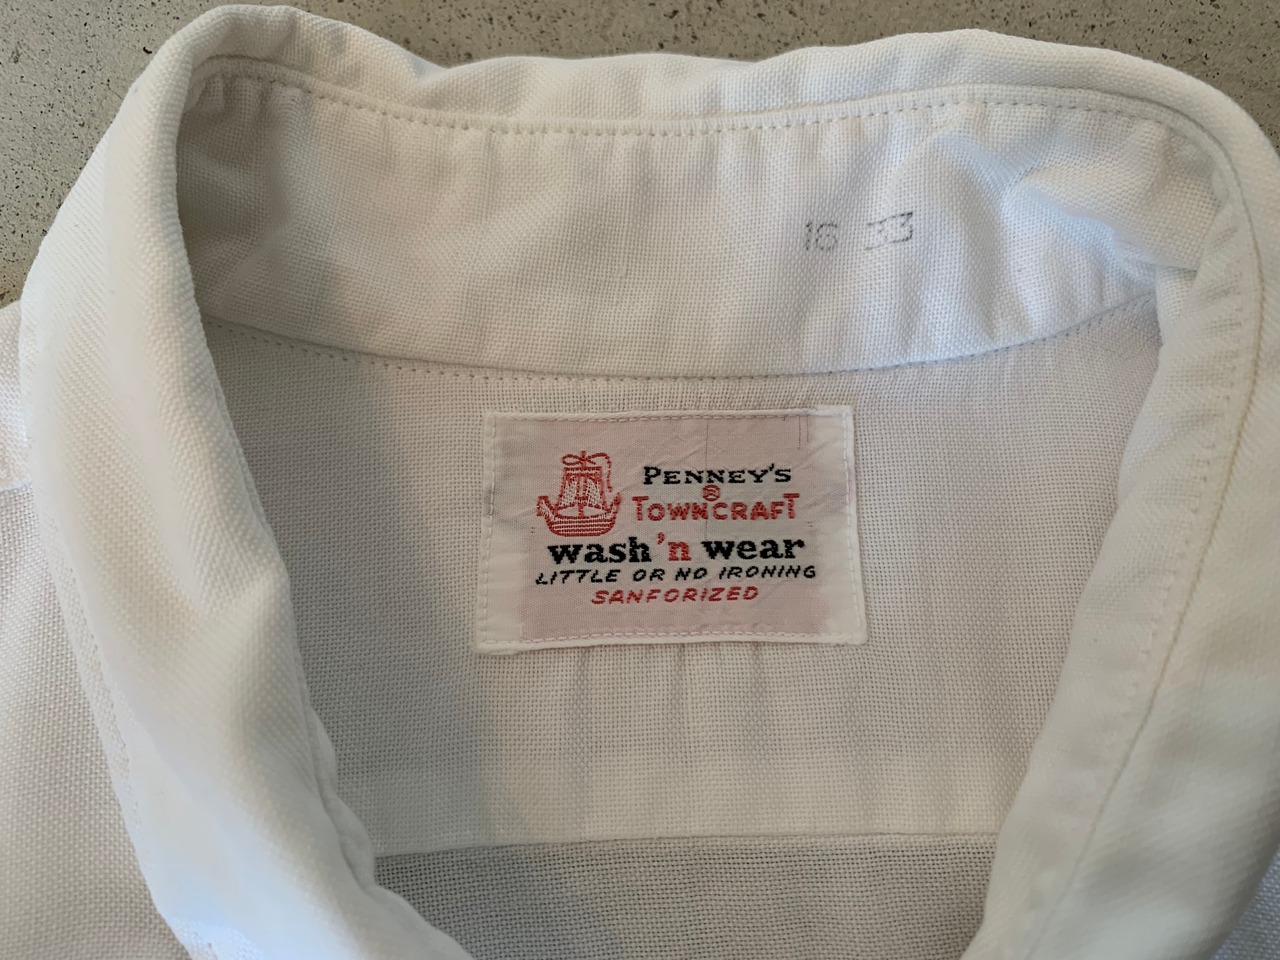 16 33
PENNEY'S
TOWNCRAFT
wash 'n wear
LITTLE OR NO IRONING
SANFORIZED